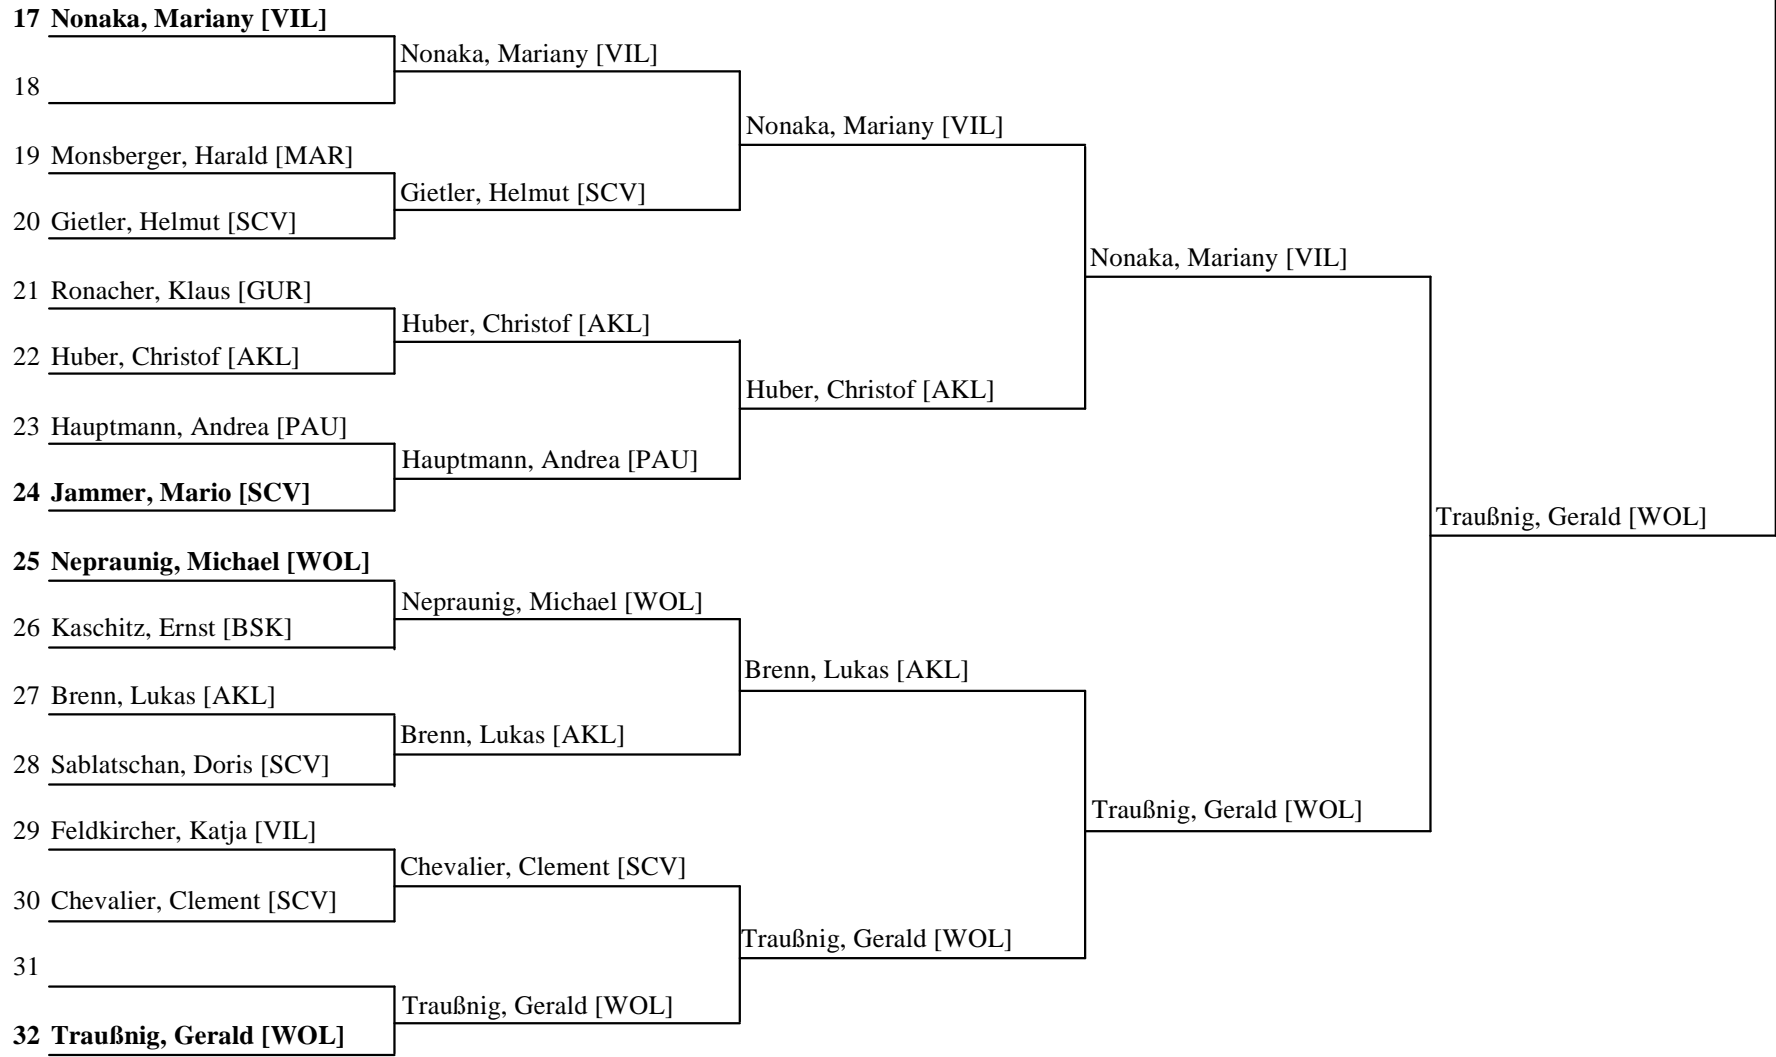 17 Nonaka, Mariany [VIL]
18
19 Monsberger, Harald [MAR]
20 Gietler, Helmut [SCV]
21 Ronacher, Klaus [GUR]
22 Huber, Christof [AKL]
23 Hauptmann, Andrea [PAU]
24 Jammer, Mario [SCV]
25 Nepraunig, Michael [WOL]
26 Kaschitz, Ernst [BSK]
27 Brenn, Lukas [AKL]
28 Sablatschan, Doris [SCV]
29 Feldkircher, Katja [VIL]
30 Chevalier, Clement [SCV]
31
32 Traußnig, Gerald [WOL]
Nonaka, Mariany [VIL]
Gietler, Helmut [SCV]
Huber, Christof [AKL]
Hauptmann, Andrea [PAU]
Nepraunig, Michael [WOL]
Brenn, Lukas [AKL]
Chevalier, Clement [SCV]
Traußnig, Gerald [WOL]
Nonaka, Mariany [VIL]
Huber, Christof [AKL]
Brenn, Lukas [AKL]
Traußnig, Gerald [WOL]
Nonaka, Mariany [VIL]
Traußnig, Gerald [WOL]
Traußnig, Gerald [WOL]